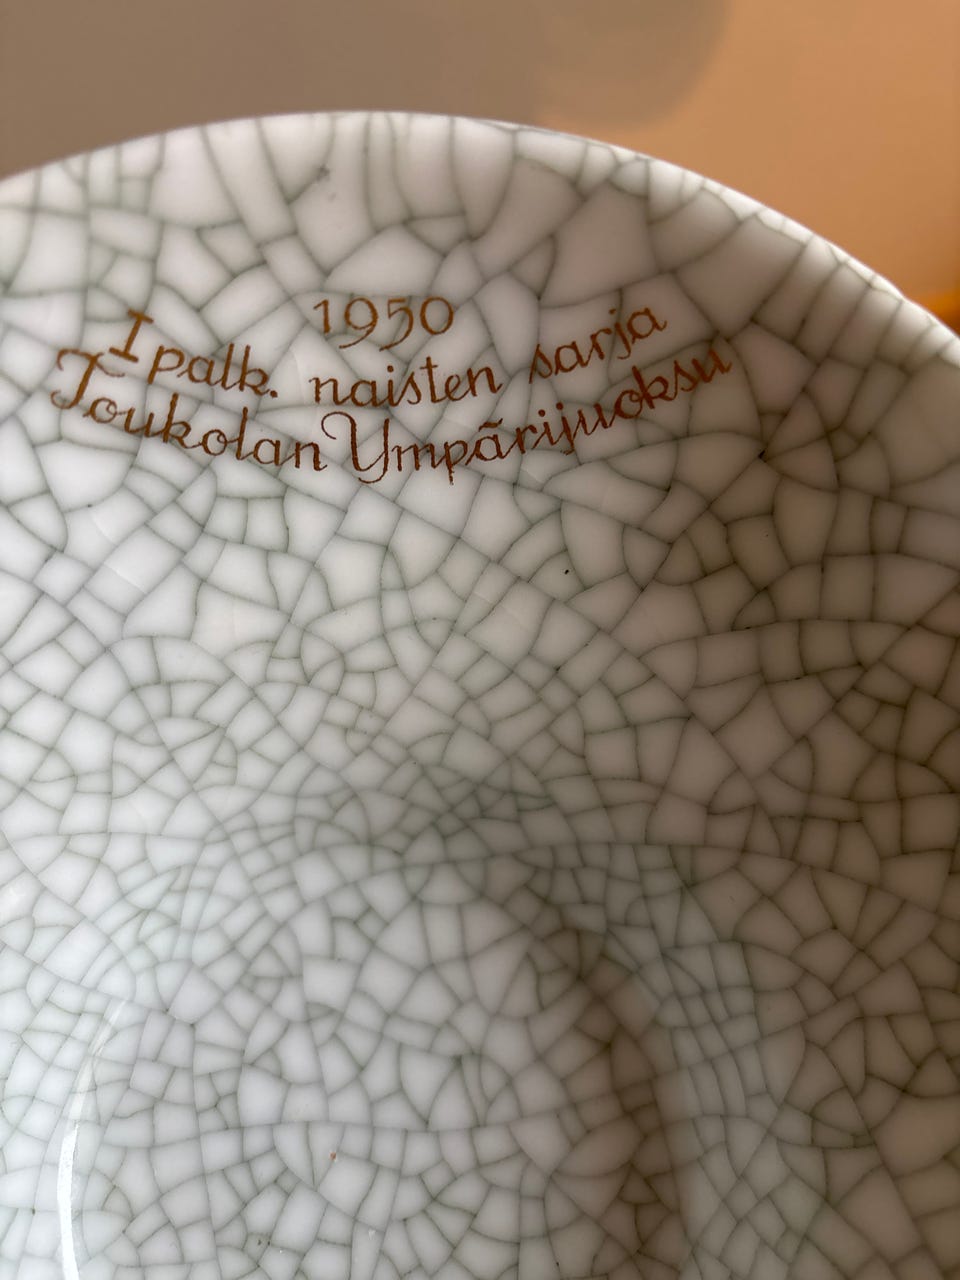 1950
I palk. naisten sarja
Toukolan Ympärijuoksu